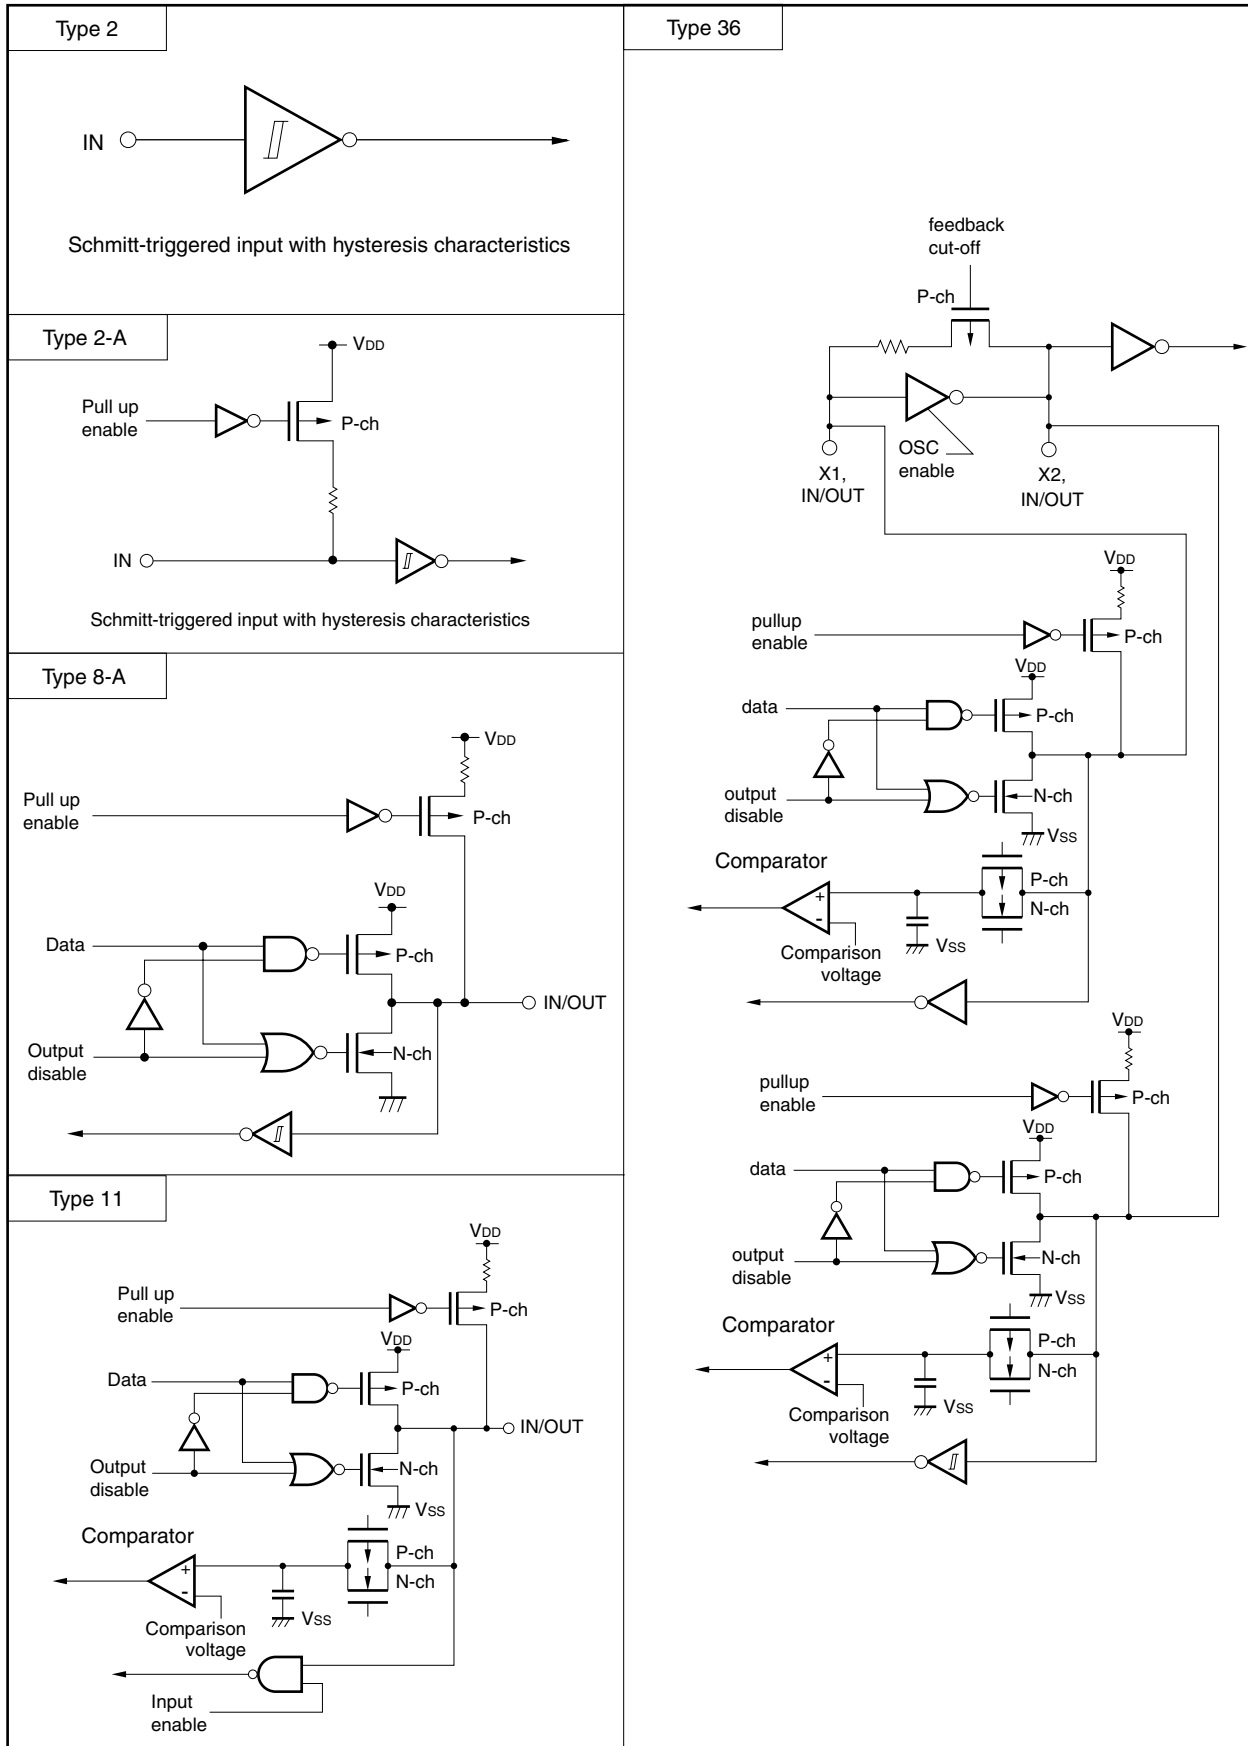 Type 2
IN
Schmitt-triggered input with hysteresis characteristics
Type 2-A
VDD
Pull up
enable
P-ch
IN
Schmitt-triggered input with hysteresis characteristics
Type 8-A
VDD
Pull up
enable
P-ch
VDD
Data
P-ch
IN/OUT
Output
disable
N-ch
Type 11
VDD
Pull up
enable
P-ch
VDD
Data
P-ch
IN/OUT
Output
disable
N-ch
VSS
Comparator
P-ch
N-ch
+
-
VSS
Comparison
voltage
Input
enable
Type 36
feedback
cut-off
P-ch
OSC
enable
X1,
IN/OUT
X2,
IN/OUT
VDD
pullup
enable
P-ch
VDD
data
P-ch
output
disable
N-ch
VSS
Comparator
P-ch
N-ch
+
-
VSS
Comparison
voltage
VDD
pullup
enable
P-ch
VDD
data
P-ch
output
disable
N-ch
VSS
Comparator
P-ch
N-ch
+
-
VSS
Comparison
voltage